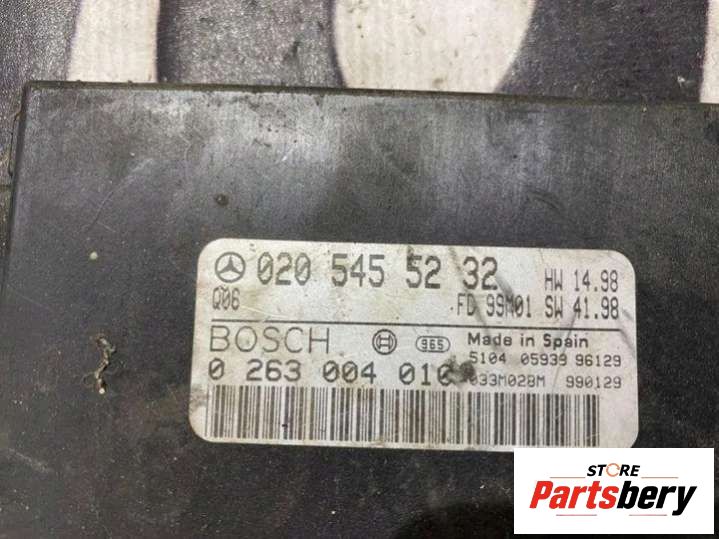 020 545 52 32 HW 14.98
Q06 FD 99M01 SW 41.98
BOSCH 965 Made in Spain
5104 05939 96129
0 263 004 010 033M028M 990129
STORE
Partsbery